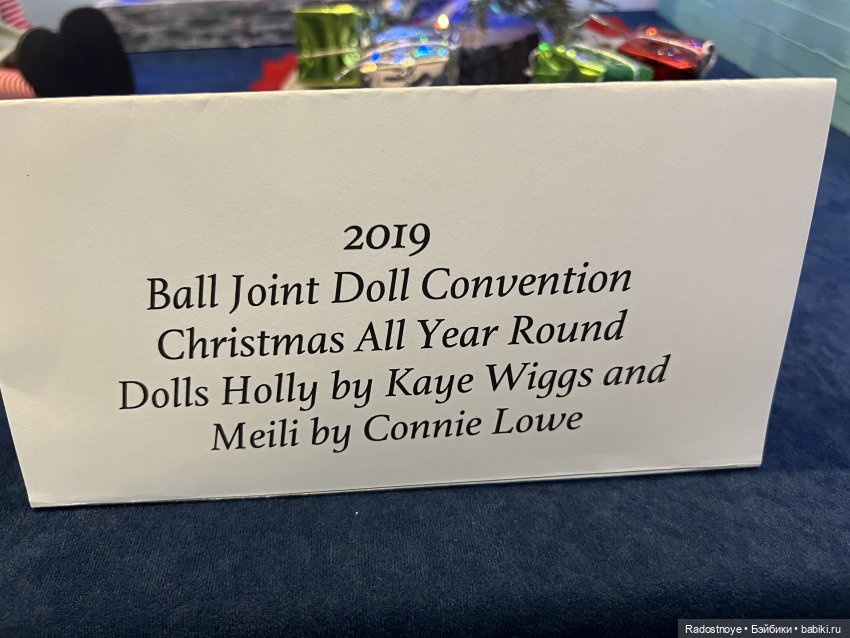 2019
Ball Joint Doll Convention
Christmas All Year Round
Dolls Holly by Kaye Wiggs and
Meili by Connie Lowe
Radostnoye • Бэйбики • babiki.ru